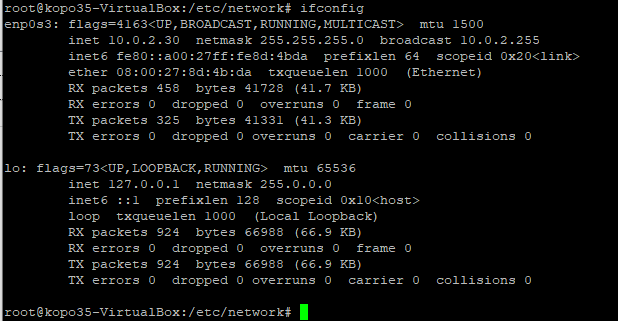 root@kopo35-VirtualBox:/etc/network# ifconfig
enp0s3: flags=4163<UP,BROADCAST,RUNNING,MULTICAST>  mtu 1500
        inet 10.0.2.30  netmask 255.255.255.0  broadcast 10.0.2.255
        inet6 fe80::a00:27ff:fe8d:4bda  prefixlen 64  scopeid 0x20<link>
        ether 08:00:27:8d:4b:da  txqueuelen 1000  (Ethernet)
        RX packets 458  bytes 41728 (41.7 KB)
        RX errors 0  dropped 0  overruns 0  frame 0
        TX packets 325  bytes 41331 (41.3 KB)
        TX errors 0  dropped 0 overruns 0  carrier 0  collisions 0

lo: flags=73<UP,LOOPBACK,RUNNING>  mtu 65536
        inet 127.0.0.1  netmask 255.0.0.0
        inet6 ::1  prefixlen 128  scopeid 0x10<host>
        loop  txqueuelen 1000  (Local Loopback)
        RX packets 924  bytes 66988 (66.9 KB)
        RX errors 0  dropped 0  overruns 0  frame 0
        TX packets 924  bytes 66988 (66.9 KB)
        TX errors 0  dropped 0 overruns 0  carrier 0  collisions 0

root@kopo35-VirtualBox:/etc/network#